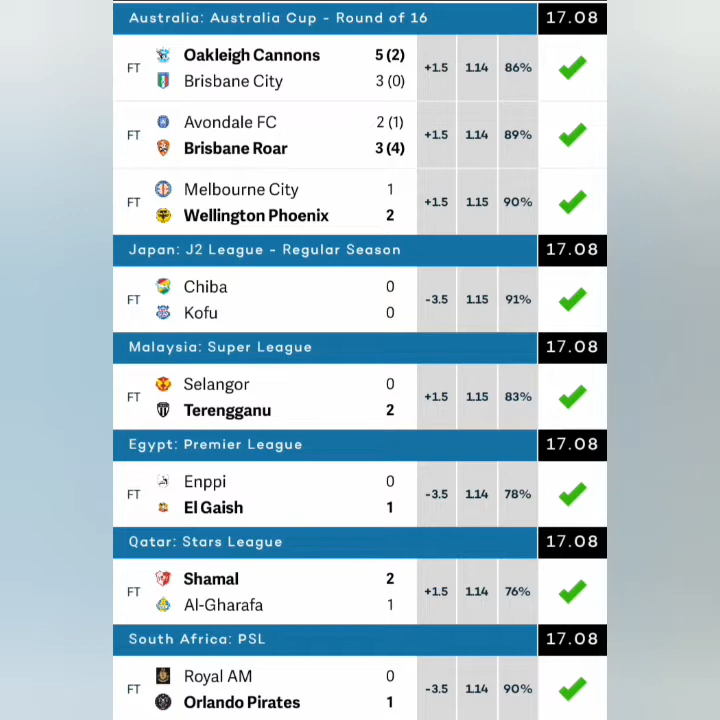 Australia: Australia Cup - Round of 16 17.08
FT Oakleigh Cannons 5 (2) +1.5 1.14 86%
Brisbane City 3 (0)
FT Avondale FC 2 (1) +1.5 1.14 89%
Brisbane Roar 3 (4)
FT Melbourne City 1 +1.5 1.15 90%
Wellington Phoenix 2
Japan: J2 League - Regular Season 17.08
FT Chiba 0 -3.5 1.15 91%
Kofu 0
Malaysia: Super League 17.08
FT Selangor 0 +1.5 1.15 83%
Terengganu 2
Egypt: Premier League 17.08
FT Enppi 0 -3.5 1.14 78%
El Gaish 1
Qatar: Stars League 17.08
FT Shamal 2 +1.5 1.14 76%
Al-Gharafa 1
South Africa: PSL 17.08
FT Royal AM 0 -3.5 1.14 90%
Orlando Pirates 1